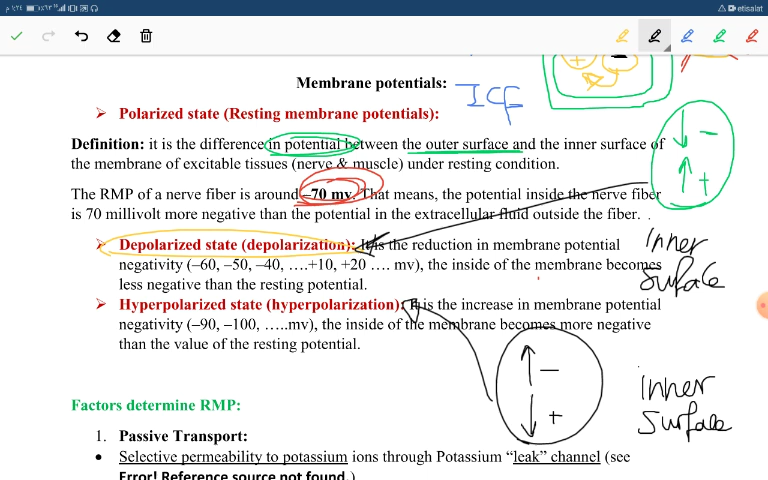 etisalat
Membrane potentials:
ICF
➤ Polarized state (Resting membrane potentials):
Definition: it is the difference in potential between the outer surface and the inner surface of
the membrane of excitable tissues (nerve & muscle) under resting condition.
↓ −
↑ +
The RMP of a nerve fiber is around –70 mv. That means, the potential inside the nerve fiber
is 70 millivolt more negative than the potential in the extracellular fluid outside the fiber. .
➤ Depolarized state (depolarization): It is the reduction in membrane potential
negativity (–60, –50, –40, ….+10, +20 …. mv), the inside of the membrane becomes
less negative than the resting potential.
inner
surface
➤ Hyperpolarized state (hyperpolarization): It is the increase in membrane potential
negativity (–90, –100, …..mv), the inside of the membrane becomes more negative
than the value of the resting potential.
↑ −
↓ +
inner
surface
Factors determine RMP:
1. Passive Transport:
• Selective permeability to potassium ions through Potassium “leak” channel (see
Error! Reference source not found.)